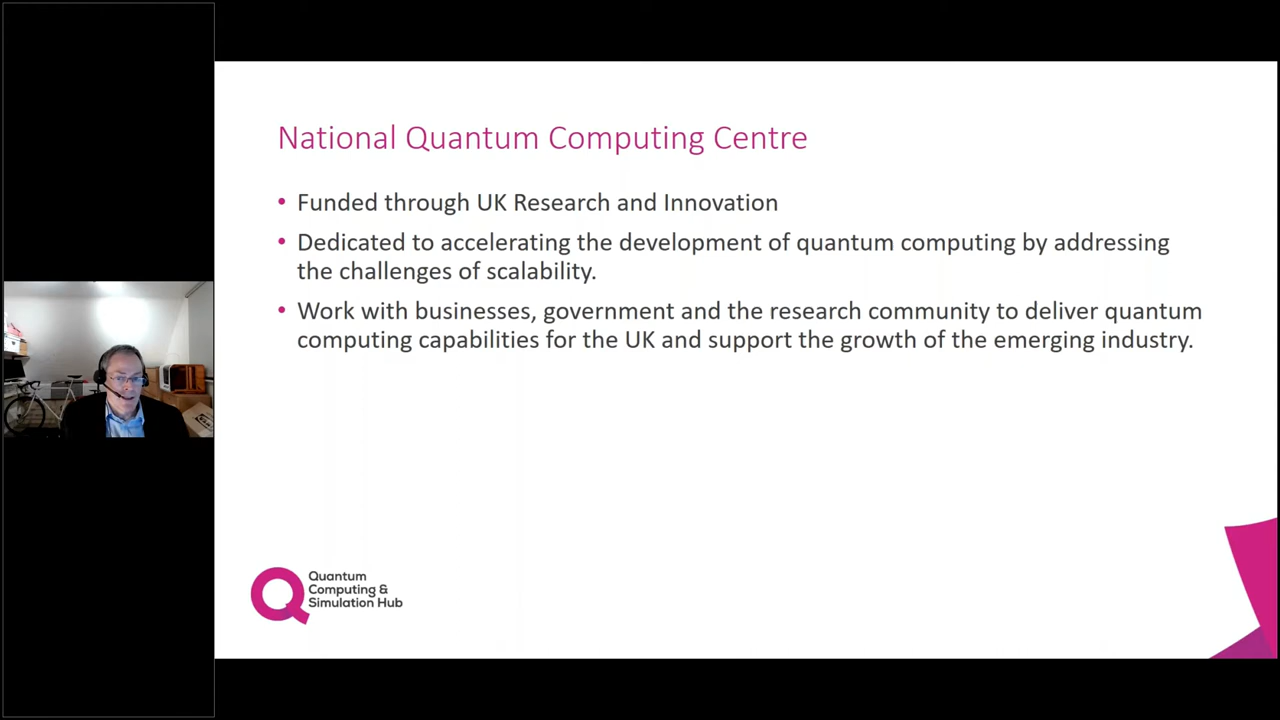 National Quantum Computing Centre
• Funded through UK Research and Innovation
• Dedicated to accelerating the development of quantum computing by addressing
the challenges of scalability.
• Work with businesses, government and the research community to deliver quantum
computing capabilities for the UK and support the growth of the emerging industry.
Quantum
Computing &
Simulation Hub